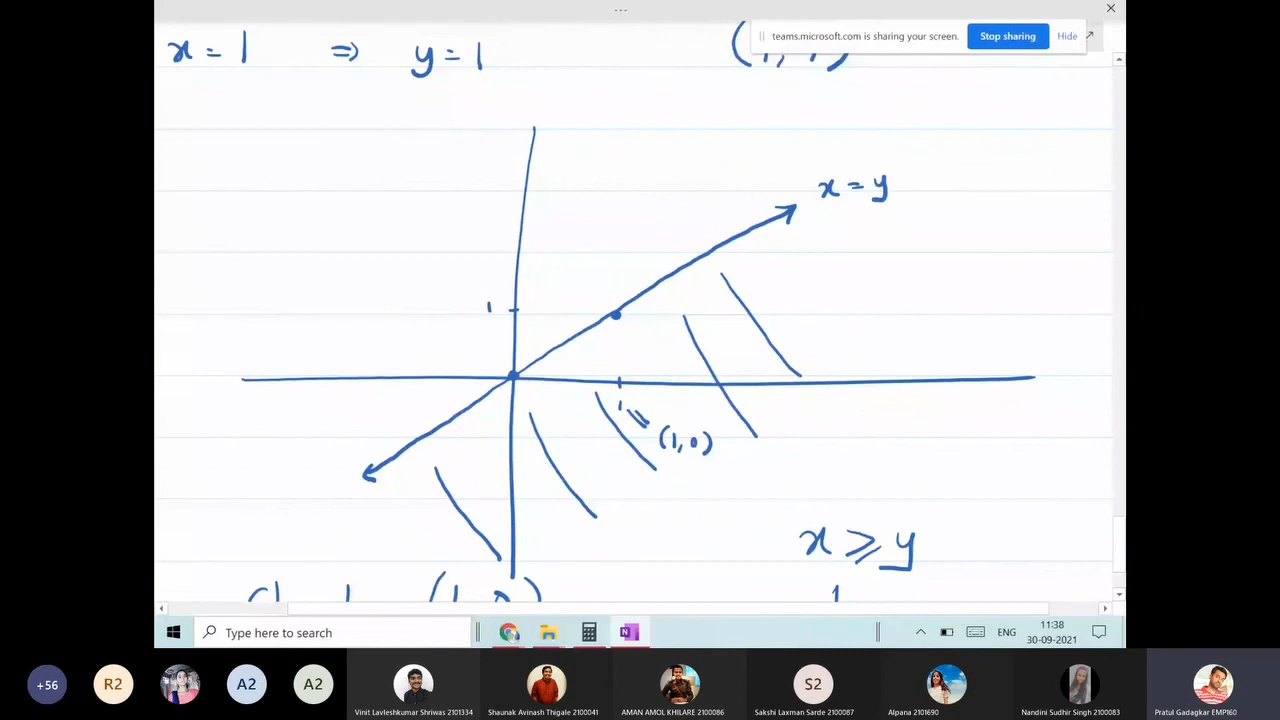 x = 1 ⇒ y = 1
teams.microsoft.com is sharing your screen. Stop sharing Hide
x = y
1
1
(1, 0)
x ≥ y
Type here to search
ENG
11:38
30-09-2021
+56 R2 A2 A2 S2
Vinit Lavleshkumar Shriwas 2101334
Shaunak Avinash Thigale 2100041
AMAN AMOL KHILARE 2100086
Sakshi Laxman Sarde 2100087
Alpana 2101690
Nandini Sudhir Singh 2100083
Pratul Gadagkar EMP160